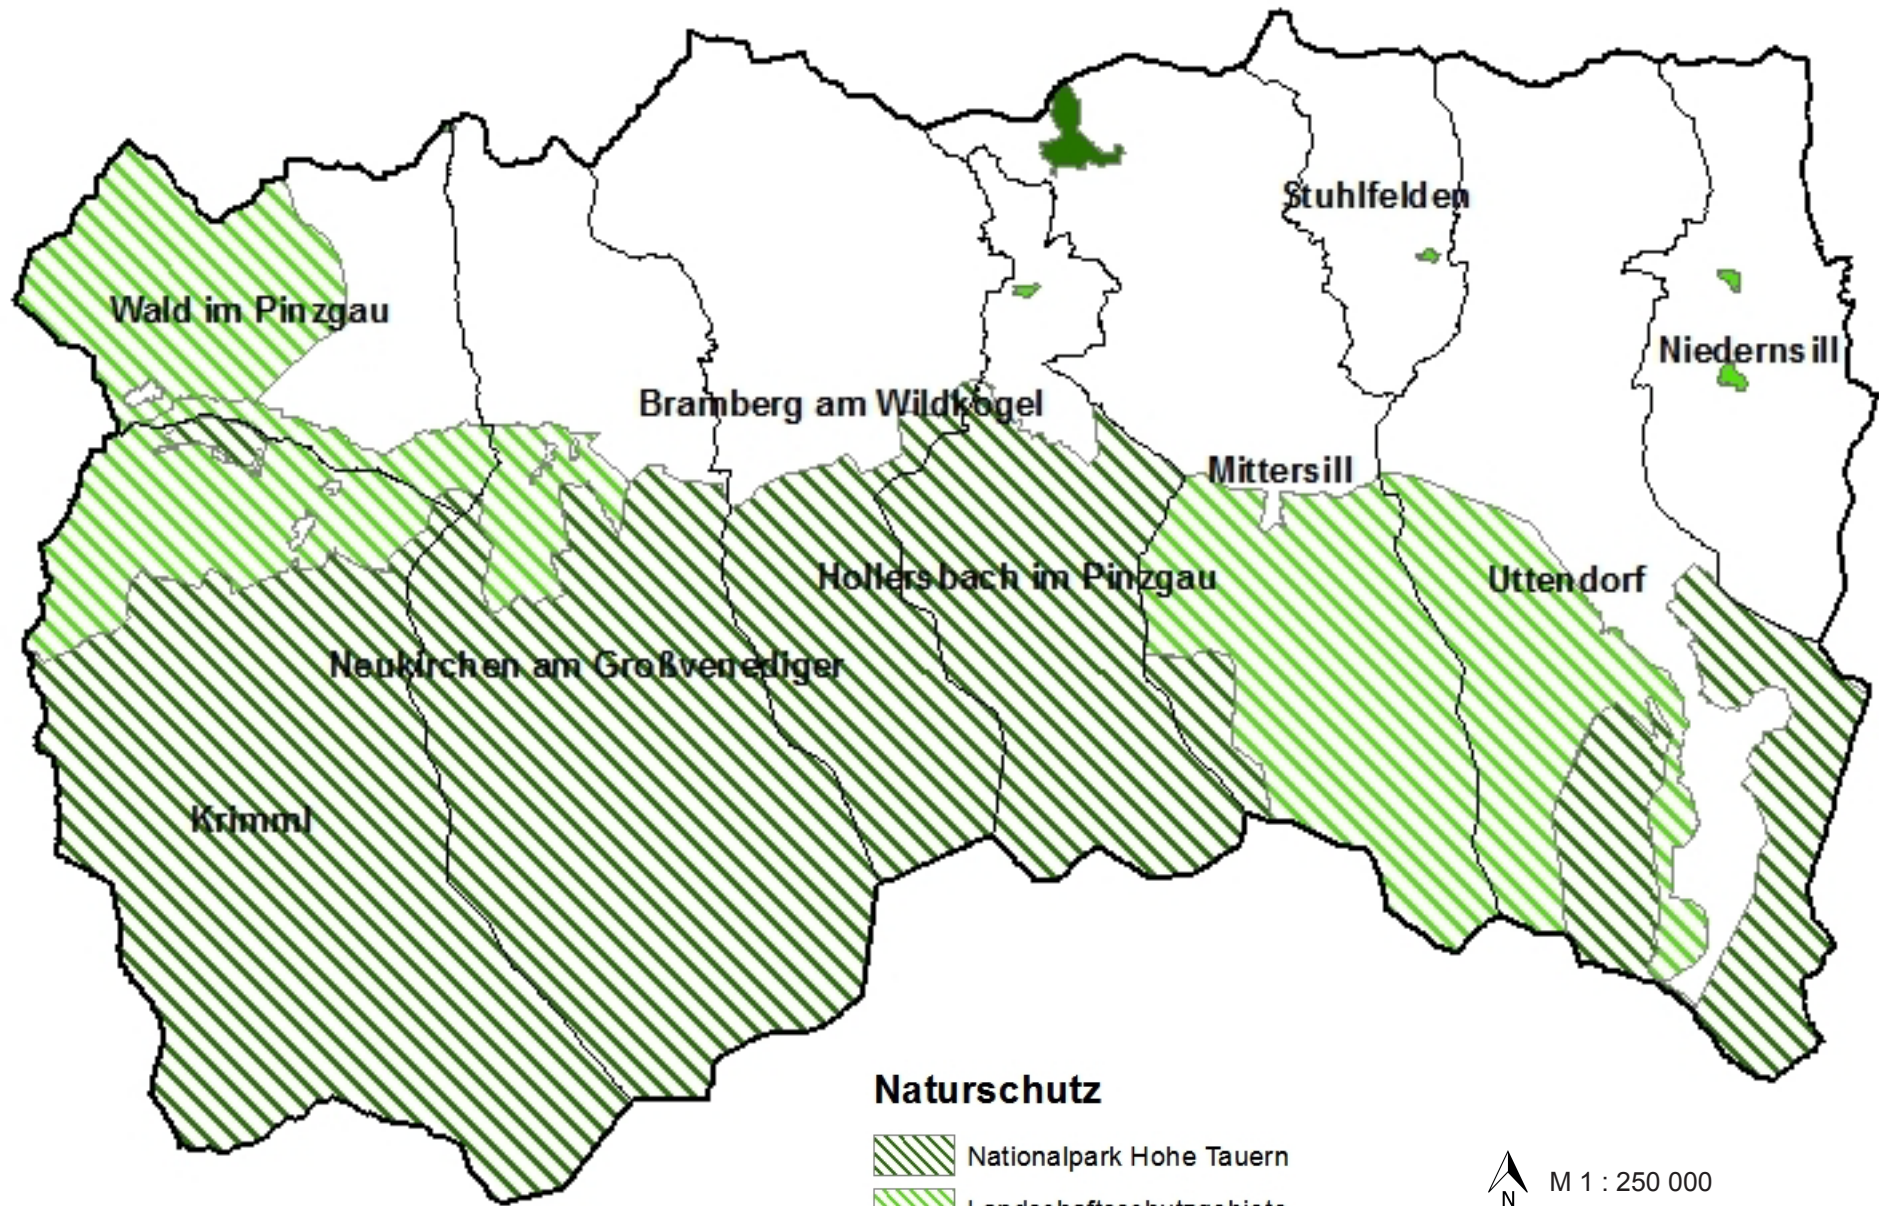 Stuhlfelden
Wald im Pinzgau
Niedernsill
Bramberg am Wildkogel
Mittersill
Hollersbach im Pinzgau
Uttendorf
Neukirchen am Großvenediger
Krimml
Naturschutz
Nationalpark Hohe Tauern
Landschaftsschutzgebiete
M 1 : 250 000
N